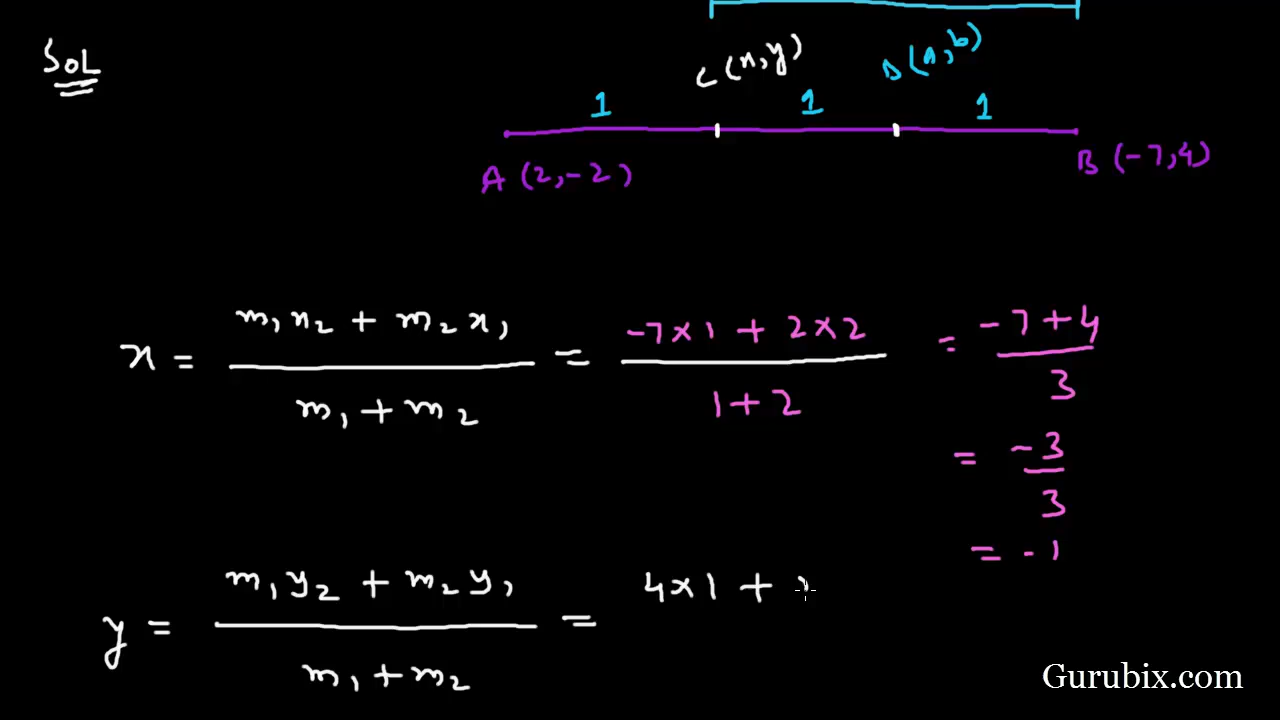 SOL
C (x,y) D (a,b)
1 1 1
A (2,-2) B (-7,4)
x = (m₁x₂ + m₂x₁)/(m₁ + m₂) = (-7×1 + 2×2)/(1+2) = (-7+4)/3
= -3/3
= -1
y = (m₁y₂ + m₂y₁)/(m₁ + m₂) = 4×1 +
Gurubix.com